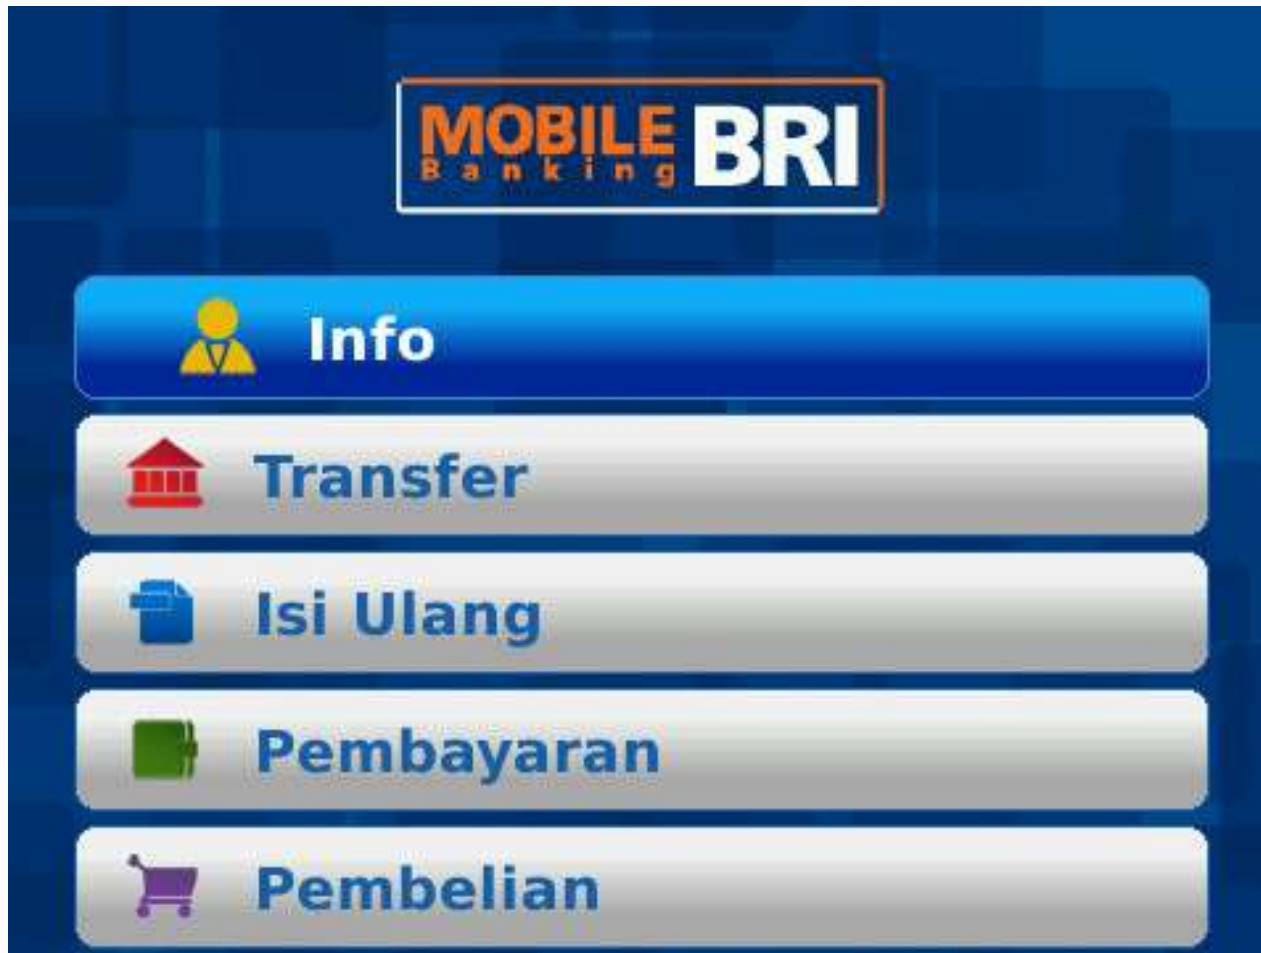 MOBILE BRI
Banking
Info
Transfer
Isi Ulang
Pembayaran
Pembelian